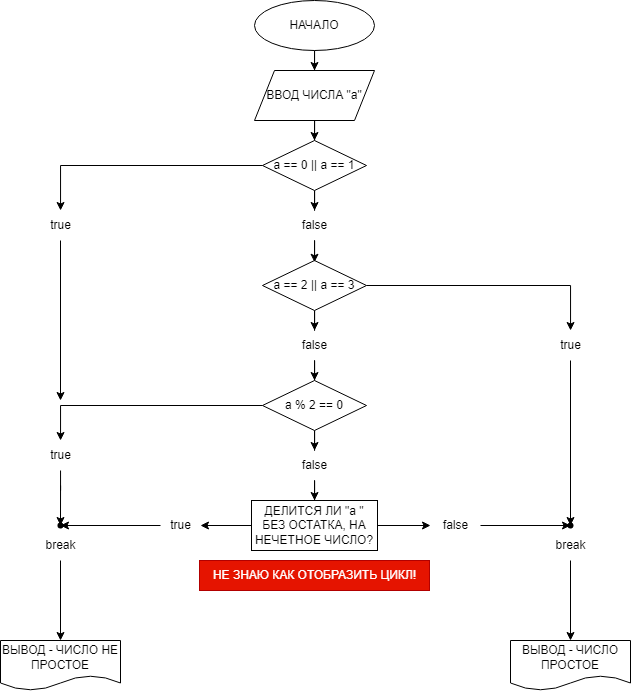 НАЧАЛО
ВВОД ЧИСЛА "a"
a == 0 || a == 1
true
false
a == 2 || a == 3
false
true
a % 2 == 0
true
false
ДЕЛИТСЯ ЛИ "a "
БЕЗ ОСТАТКА, НА
НЕЧЕТНОЕ ЧИСЛО?
true
false
break
break
НЕ ЗНАЮ КАК ОТОБРАЗИТЬ ЦИКЛ!
ВЫВОД - ЧИСЛО НЕ
ПРОСТОЕ
ВЫВОД - ЧИСЛО
ПРОСТОЕ